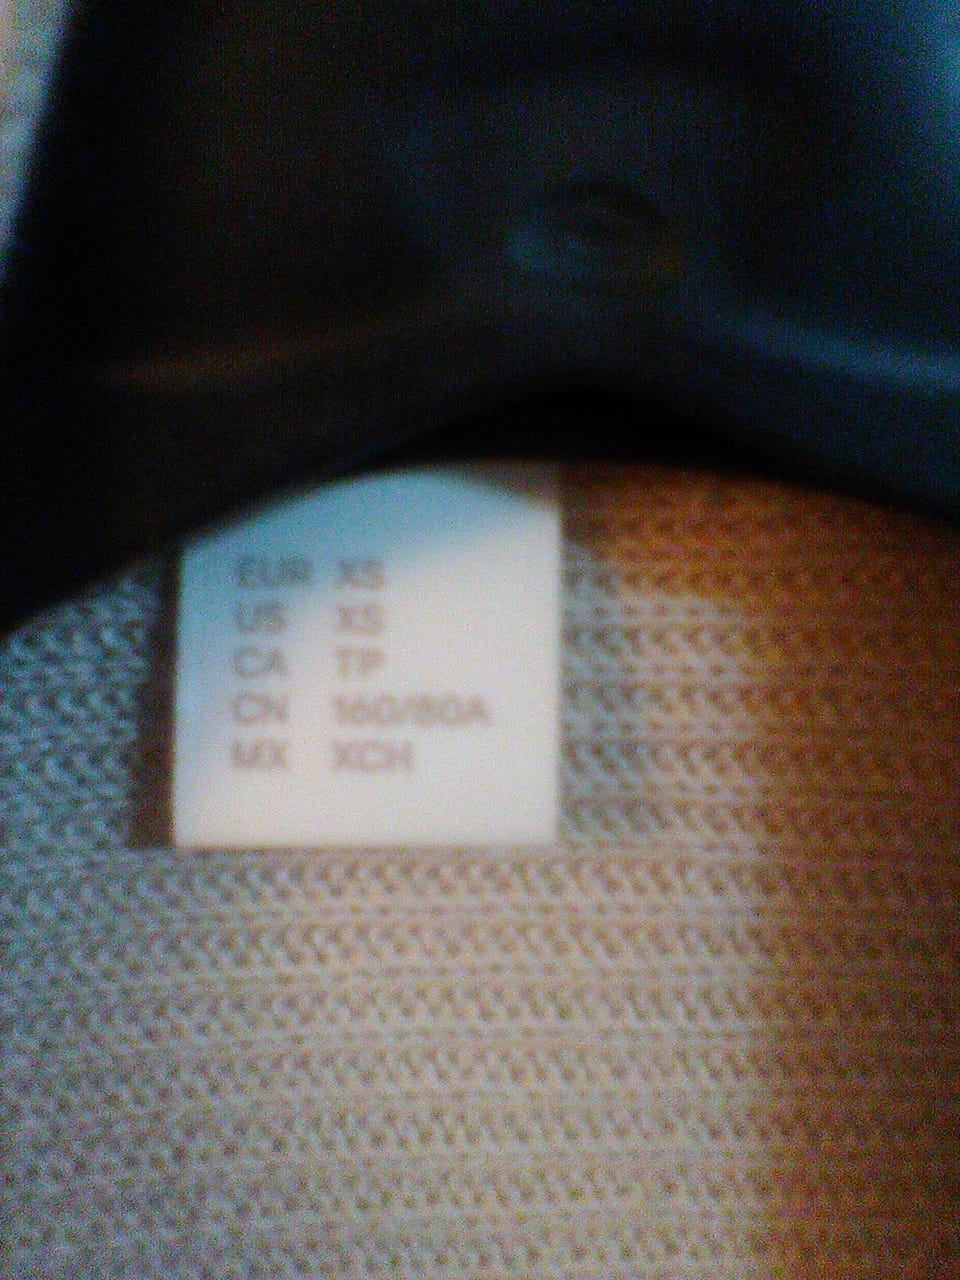 EUR XS
US XS
CA TP
CN 160/80A
MX XCH